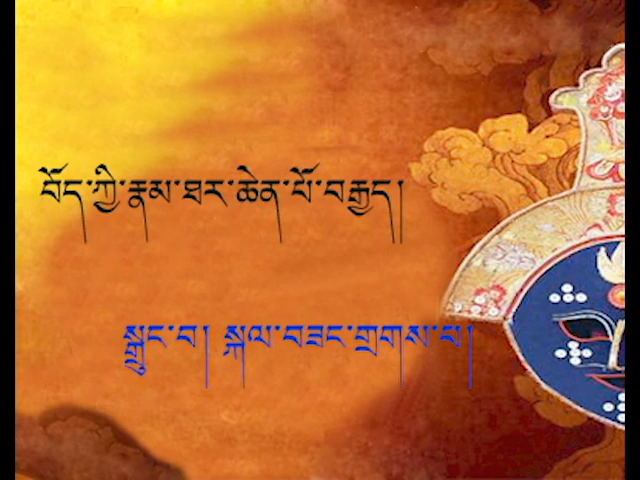 བོད་ཀྱི་རྣམ་ཐར་ཆེན་པོ་བརྒྱད།
སྒྲུང་བ། སྐལ་བཟང་གྲགས་པ།